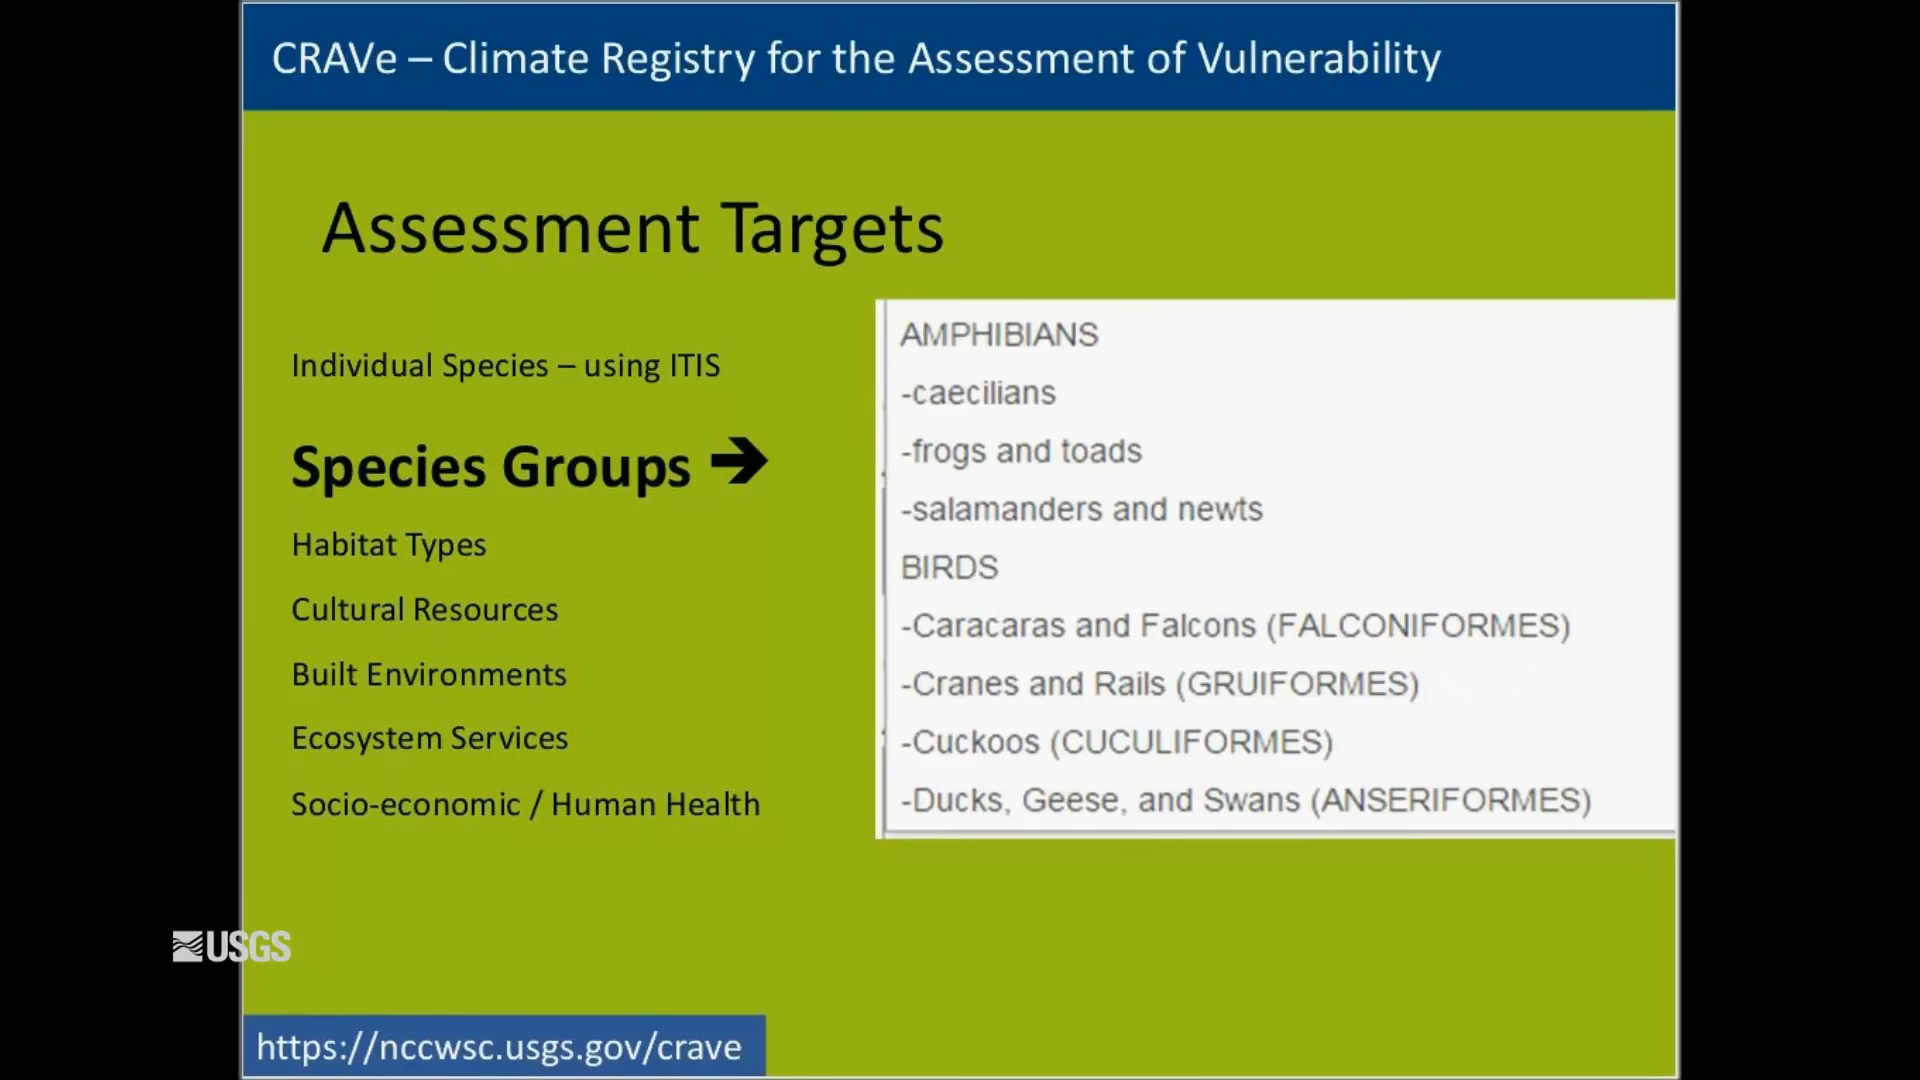 CRAVe – Climate Registry for the Assessment of Vulnerability
Assessment Targets
Individual Species – using ITIS
Species Groups ➔
Habitat Types
Cultural Resources
Built Environments
Ecosystem Services
Socio-economic / Human Health
AMPHIBIANS
-caecilians
-frogs and toads
-salamanders and newts
BIRDS
-Caracaras and Falcons (FALCONIFORMES)
-Cranes and Rails (GRUIFORMES)
-Cuckoos (CUCULIFORMES)
-Ducks, Geese, and Swans (ANSERIFORMES)
USGS
https://nccwsc.usgs.gov/crave